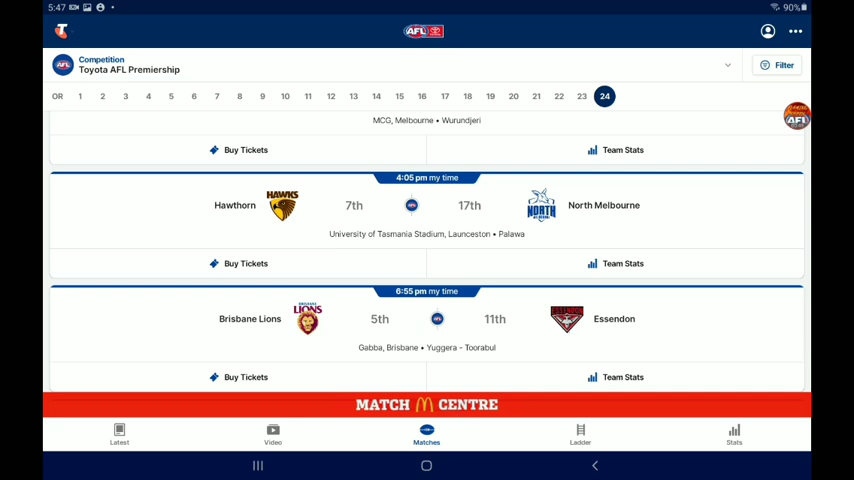 5:47
90%
T
AFL
Competition
Toyota AFL Premiership
Filter
OR 1 2 3 4 5 6 7 8 9 10 11 12 13 14 15 16 17 18 19 20 21 22 23 24
AFL
MCG, Melbourne • Wurundjeri
Buy Tickets
Team Stats
4:05 pm my time
Hawthorn
HAWKS
7th
17th
NORTH
North Melbourne
University of Tasmania Stadium, Launceston • Palawa
Buy Tickets
Team Stats
6:55 pm my time
Brisbane Lions
BRISBANE
LIONS
5th
11th
ESSENDON
Essendon
Gabba, Brisbane • Yuggera - Toorabul
Buy Tickets
Team Stats
MATCH CENTRE
Latest
Video
Matches
Ladder
Stats